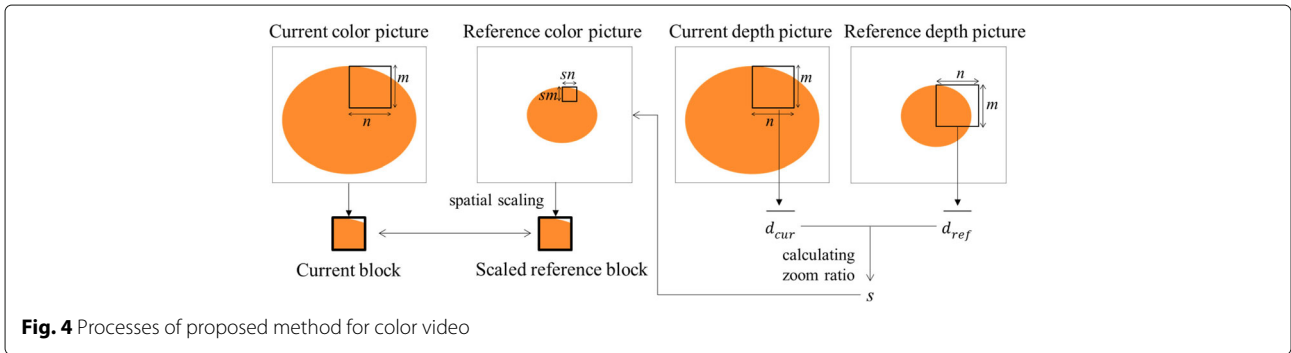 Current color picture
Reference color picture
Current depth picture
Reference depth picture
m
n
sn
sm
m
n
n
m
spatial scaling
Current block
Scaled reference block
d_cur
d_ref
calculating
zoom ratio
s
Fig. 4 Processes of proposed method for color video